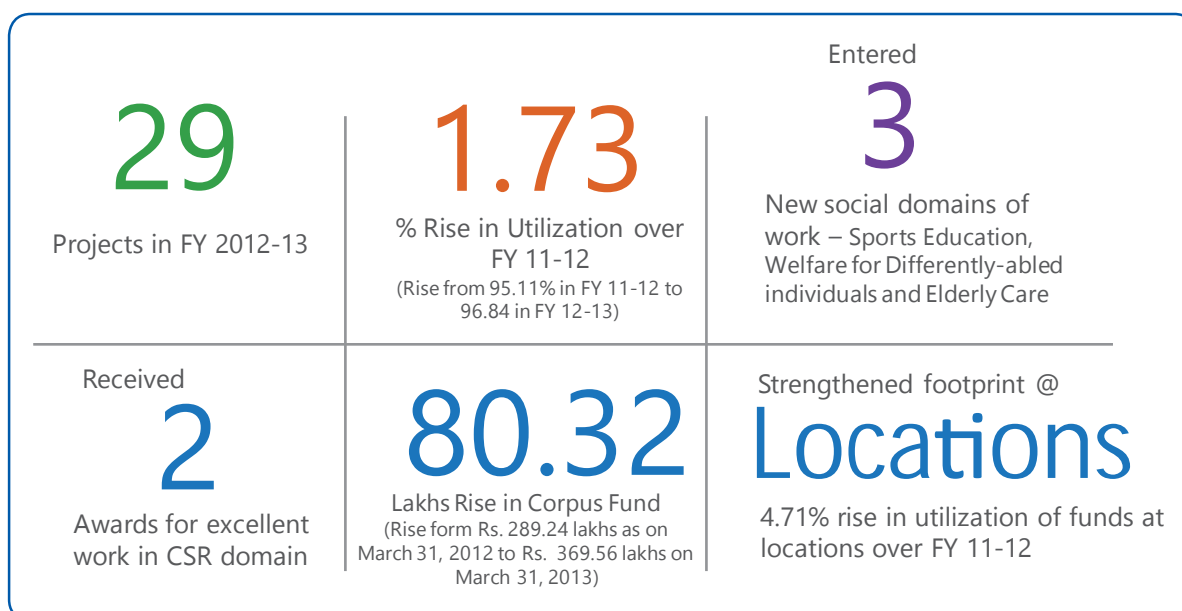 29
Projects in FY 2012-13
1.73
% Rise in Utilization over
FY 11-12
(Rise from 95.11% in FY 11-12 to
96.84 in FY 12-13)
Entered
3
New social domains of
work – Sports Education,
Welfare for Differently-abled
individuals and Elderly Care
Received
2
Awards for excellent
work in CSR domain
80.32
Lakhs Rise in Corpus Fund
(Rise form Rs. 289.24 lakhs as on
March 31, 2012 to Rs. 369.56 lakhs on
March 31, 2013)
Strengthened footprint @
Locations
4.71% rise in utilization of funds at
locations over FY 11-12